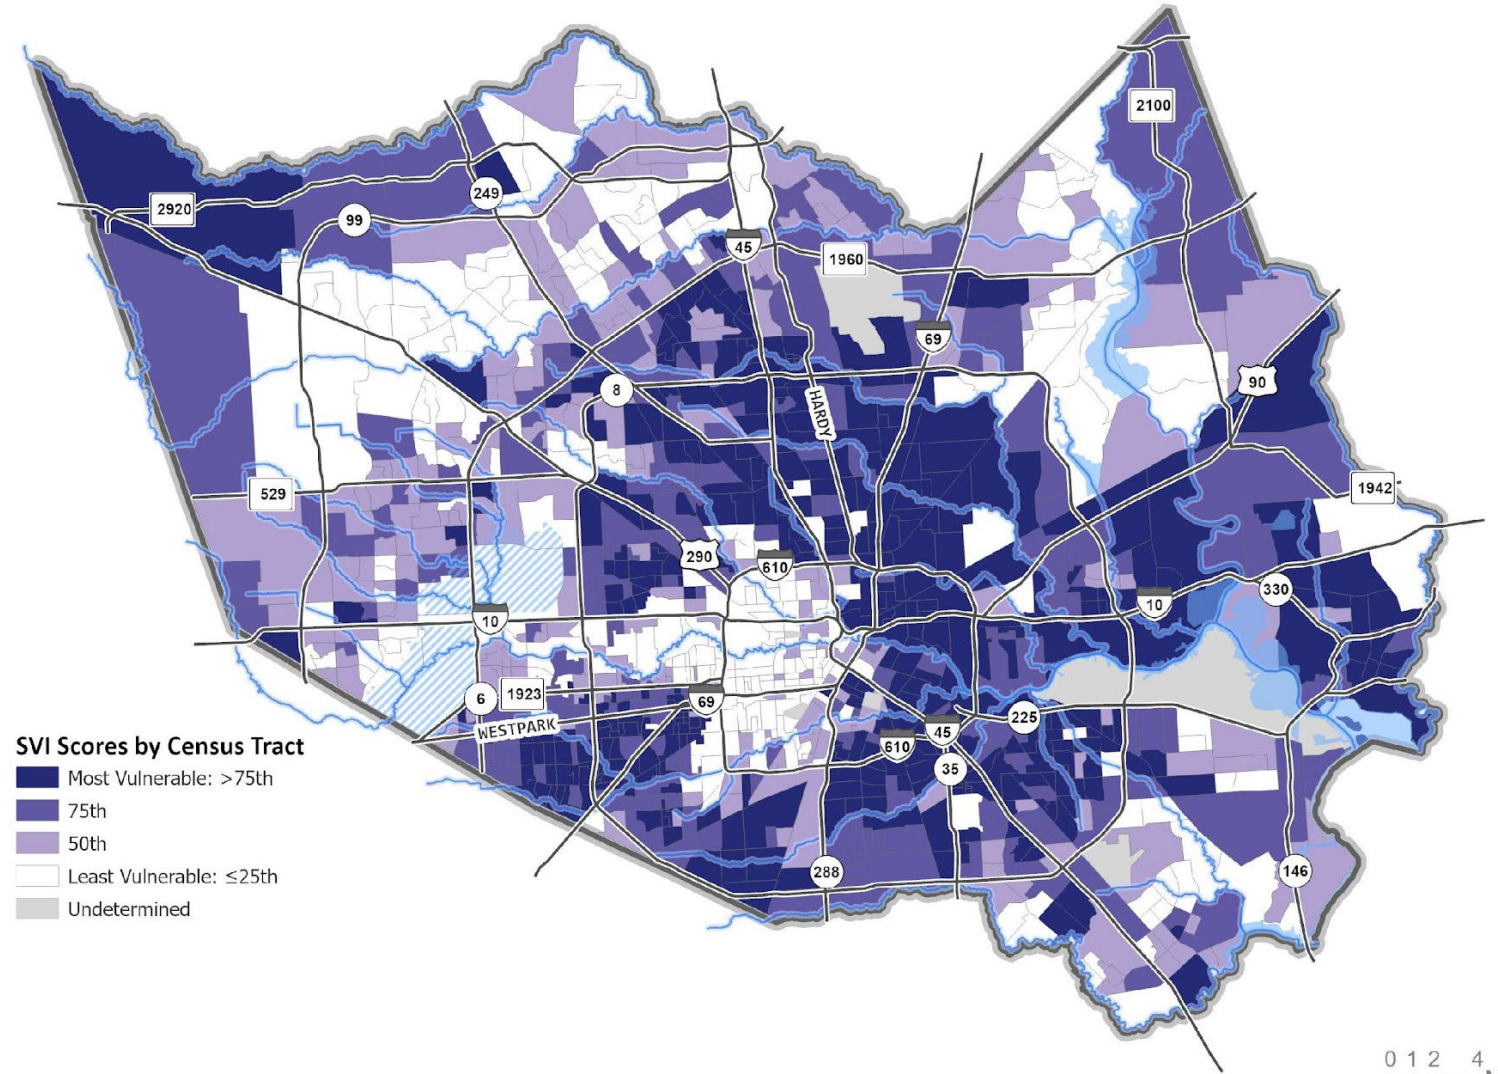 2100
2920
249
99
45
1960
69
90
8
HARDY
529
1942
290
610
10
330
10
6
1923
69
WESTPARK
225
45
610
35
288
146
SVI Scores by Census Tract
Most Vulnerable: >75th
75th
50th
Least Vulnerable: ≤25th
Undetermined
0 1 2 4